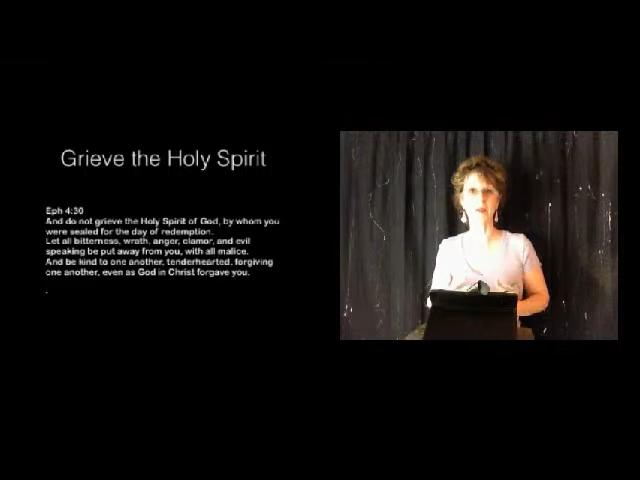 Grieve the Holy Spirit
Eph 4:30
And do not grieve the Holy Spirit of God, by whom you
were sealed for the day of redemption.
Let all bitterness, wrath, anger, clamor, and evil
speaking be put away from you, with all malice.
And be kind to one another, tenderhearted, forgiving
one another, even as God in Christ forgave you.
.